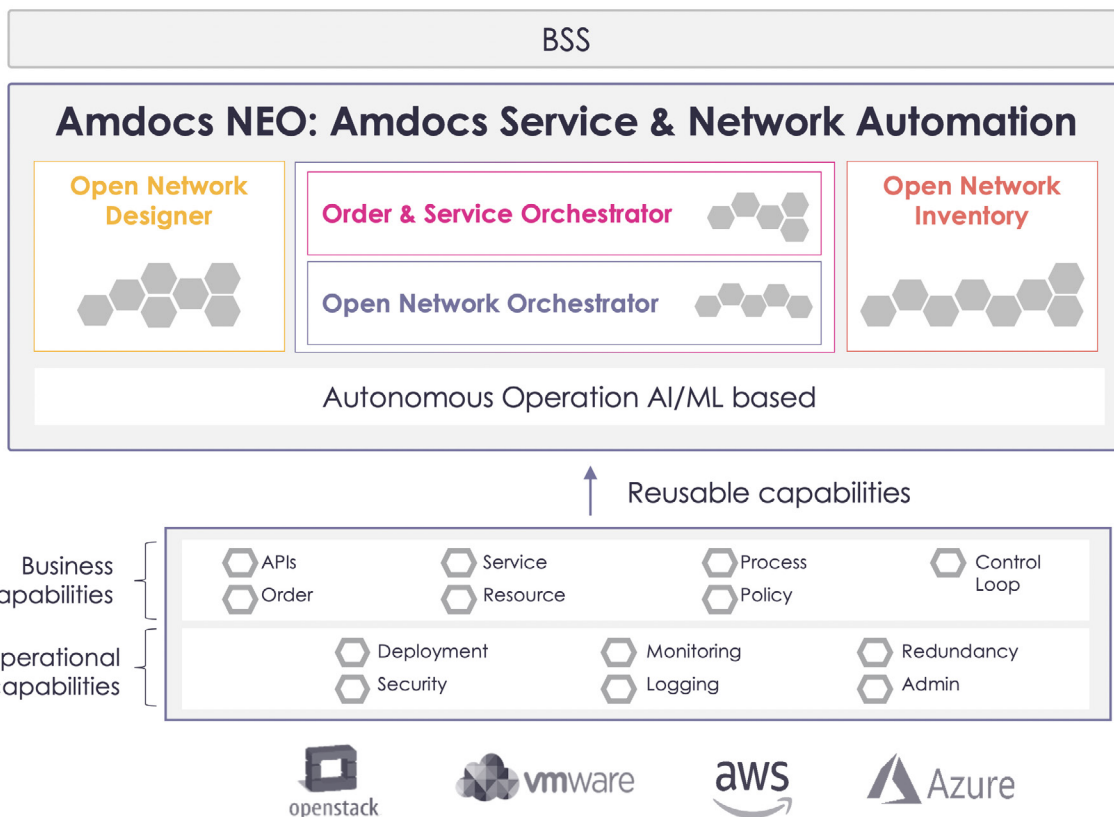 BSS
Amdocs NEO: Amdocs Service & Network Automation
Open Network
Designer
Order & Service Orchestrator
Open Network Orchestrator
Open Network
Inventory
Autonomous Operation AI/ML based
Reusable capabilities
Business
apabilities
APIs
Service
Process
Control
Loop
Order
Resource
Policy
perational
capabilities
Deployment
Monitoring
Redundancy
Security
Logging
Admin
openstack
vmware
aws
Azure